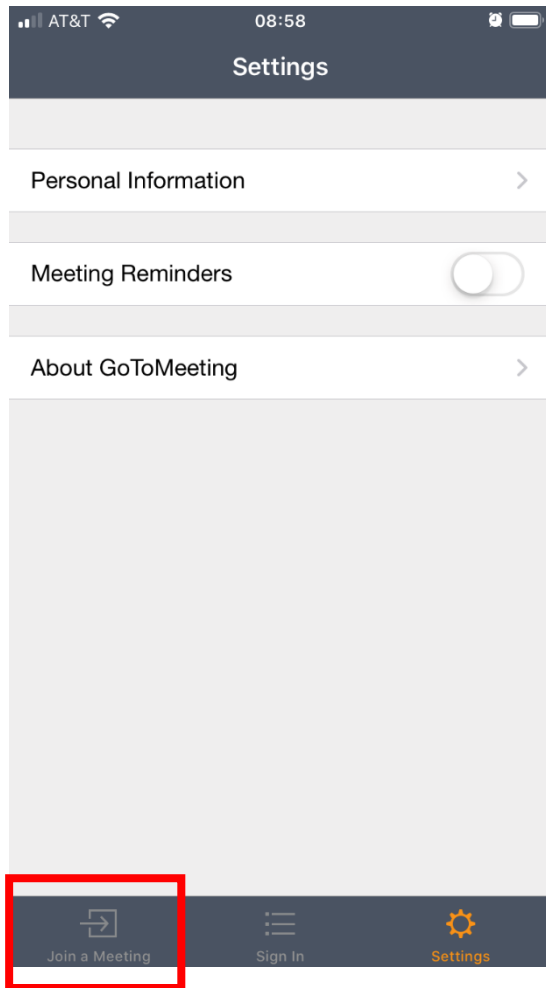 AT&T 08:58
Settings
Personal Information
Meeting Reminders
About GoToMeeting
Join a Meeting Sign In Settings